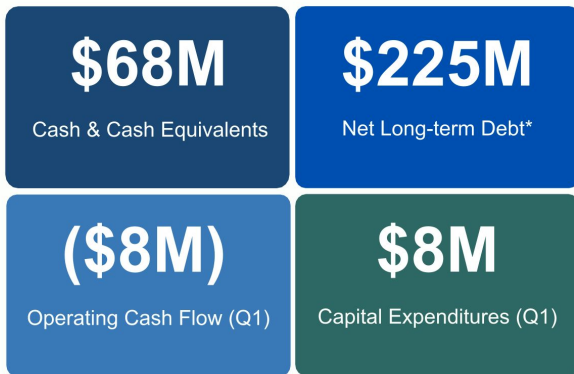 $68M
Cash & Cash Equivalents
$225M
Net Long-term Debt*
($8M)
Operating Cash Flow (Q1)
$8M
Capital Expenditures (Q1)